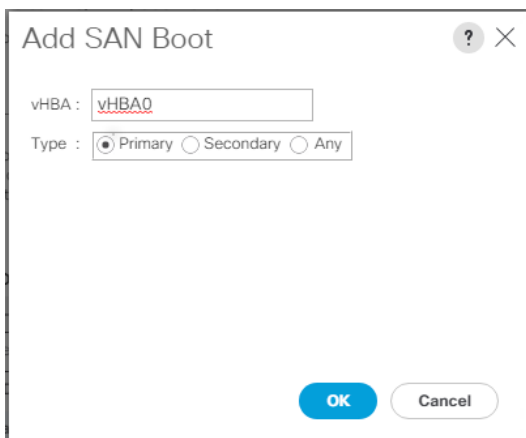 Add SAN Boot ?
vHBA : vHBA0
Type : Primary Secondary Any
OK Cancel